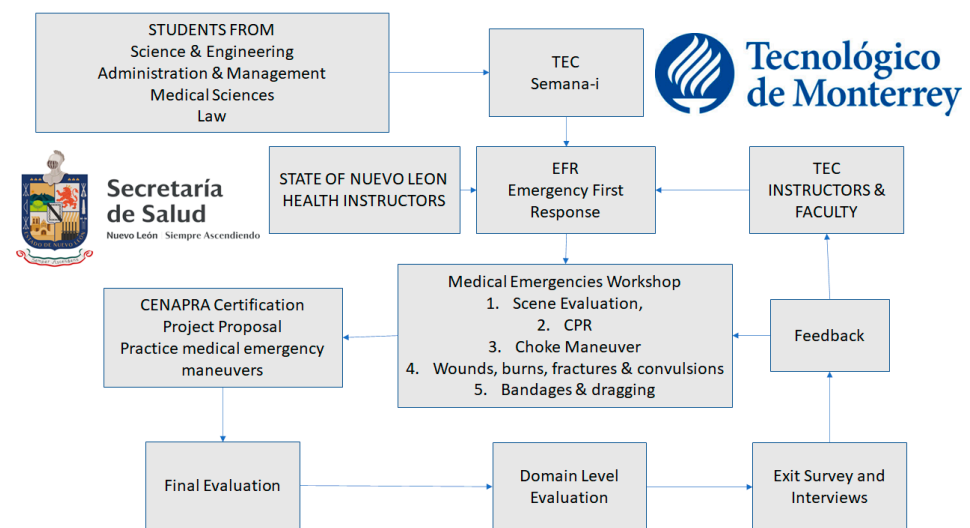 STUDENTS FROM
Science & Engineering
Administration & Management
Medical Sciences
Law
TEC
Semana-i
Tecnológico
de Monterrey
Secretaría
de Salud
Nuevo León Siempre Ascendiendo
STATE OF NUEVO LEON
HEALTH INSTRUCTORS
EFR
Emergency First
Response
TEC
INSTRUCTORS &
FACULTY
Medical Emergencies Workshop
1. Scene Evaluation,
2. CPR
3. Choke Maneuver
4. Wounds, burns, fractures & convulsions
5. Bandages & dragging
CENAPRA Certification
Project Proposal
Practice medical emergency
maneuvers
Feedback
Final Evaluation
Domain Level
Evaluation
Exit Survey and
Interviews